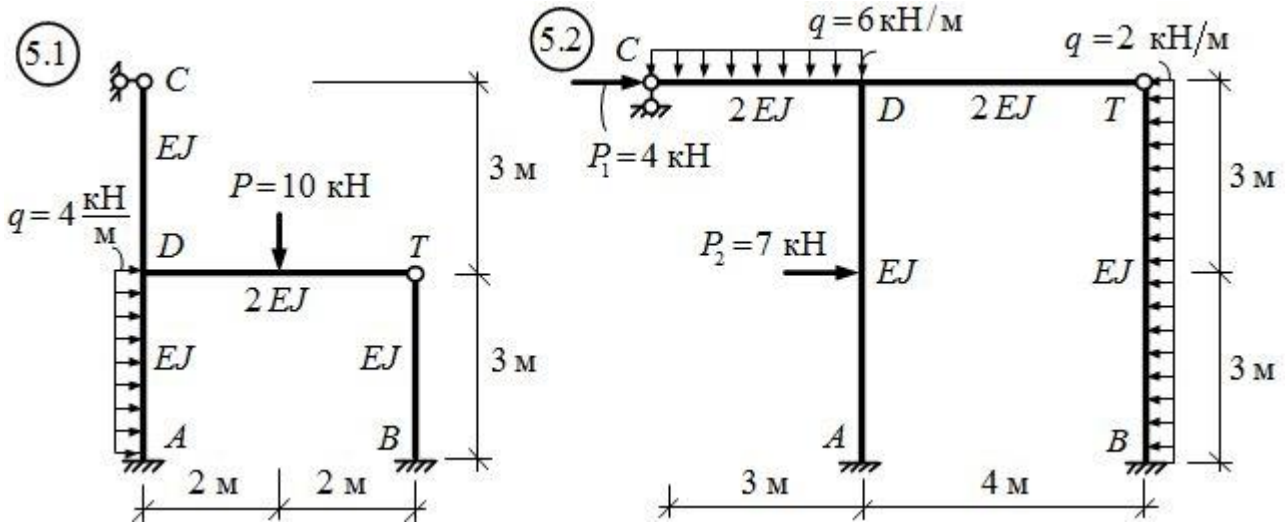 5.1
C
EJ
3 м
P=10 кН
q=4 кН/м
D
T
2EJ
EJ
EJ
3 м
A
B
2 м
2 м
5.2
C
q=6 кН/м
q=2 кН/м
2EJ
D
2EJ
T
P₁=4 кН
3 м
P₂=7 кН
EJ
EJ
3 м
A
B
3 м
4 м